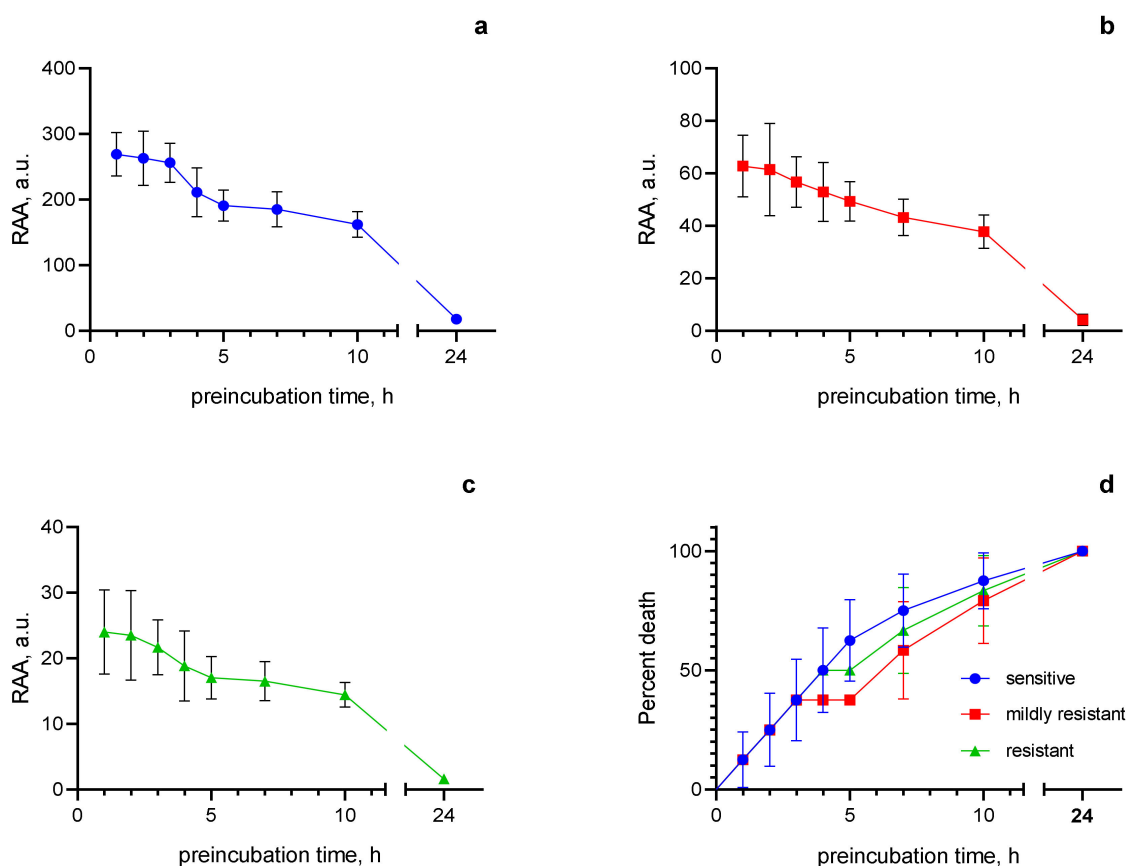 a
400
300
200
100
0
RAA, a.u.
0 5 10 24
preincubation time, h
b
100
80
60
40
20
0
RAA, a.u.
0 5 10 24
preincubation time, h
c
40
30
20
10
0
RAA, a.u.
0 5 10 24
preincubation time, h
d
100
50
0
Percent death
sensitive
mildly resistant
resistant
0 5 10 24
preincubation time, h